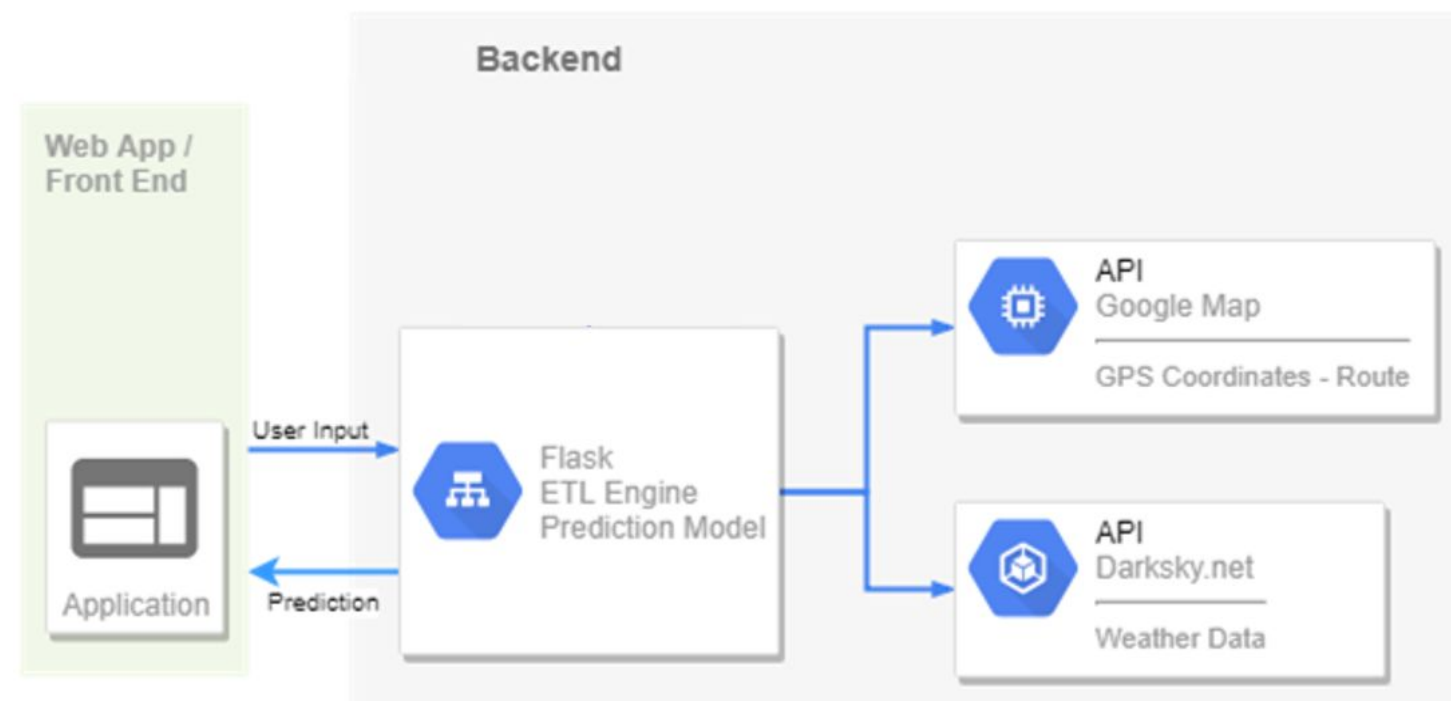 Backend
Web App /
Front End
API
Google Map
GPS Coordinates - Route
User Input
Flask
ETL Engine
Prediction Model
API
Darksky.net
Weather Data
Application
Prediction